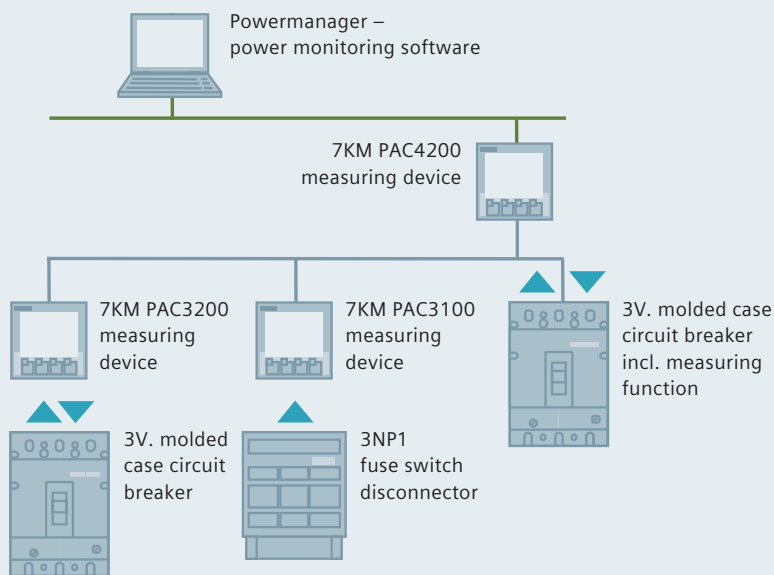 Powermanager –
power monitoring software
7KM PAC4200
measuring device
7KM PAC3200
measuring
device
7KM PAC3100
measuring
device
3V. molded case
circuit breaker
incl. measuring
function
3V. molded
case circuit
breaker
3NP1
fuse switch
disconnector